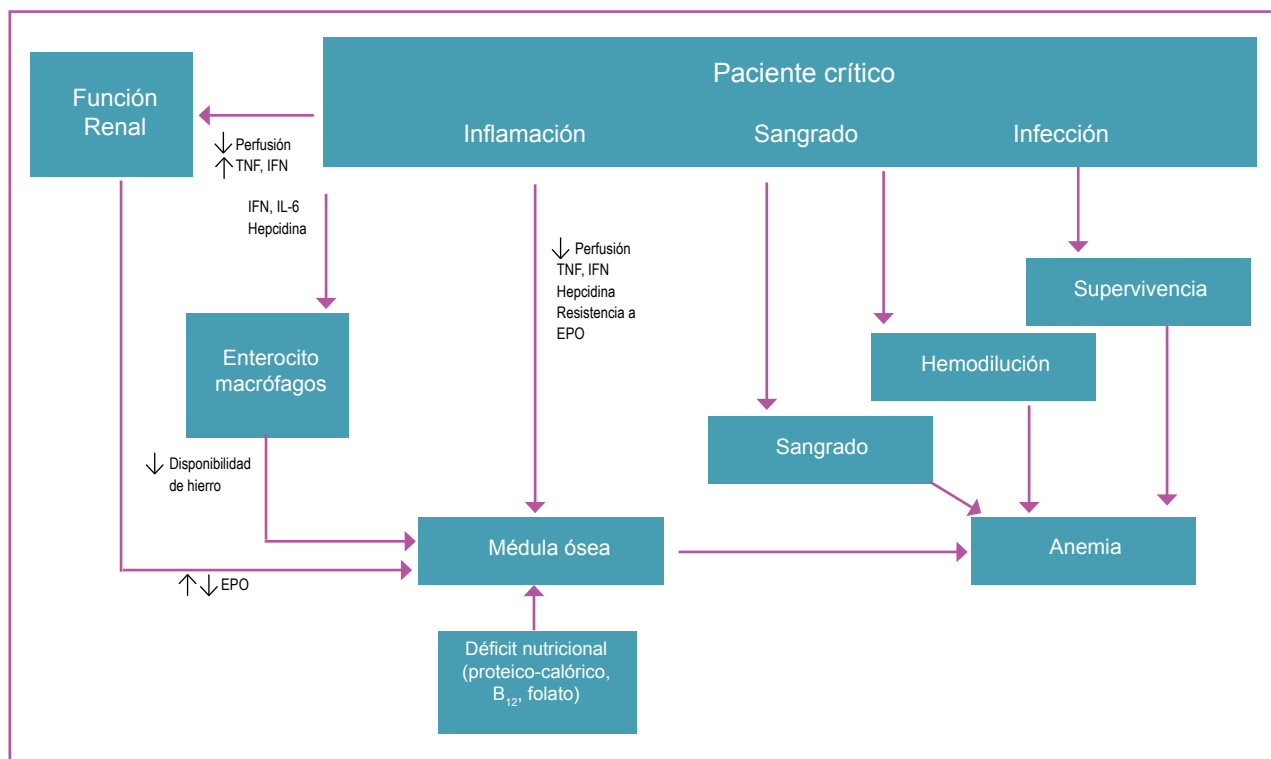 Paciente crítico
Función
Renal
Inflamación
Sangrado
Infección
↓ Perfusión
↑ TNF, IFN
IFN, IL-6
Hepcidina
↓ Perfusión
TNF, IFN
Hepcidina
Resistencia a
EPO
Supervivencia
Enterocito
macrófagos
Hemodilución
Sangrado
↓ Disponibilidad
de hierro
Médula ósea
Anemia
↑ ↓ EPO
Déficit nutricional
(proteico-calórico,
B₁₂, folato)